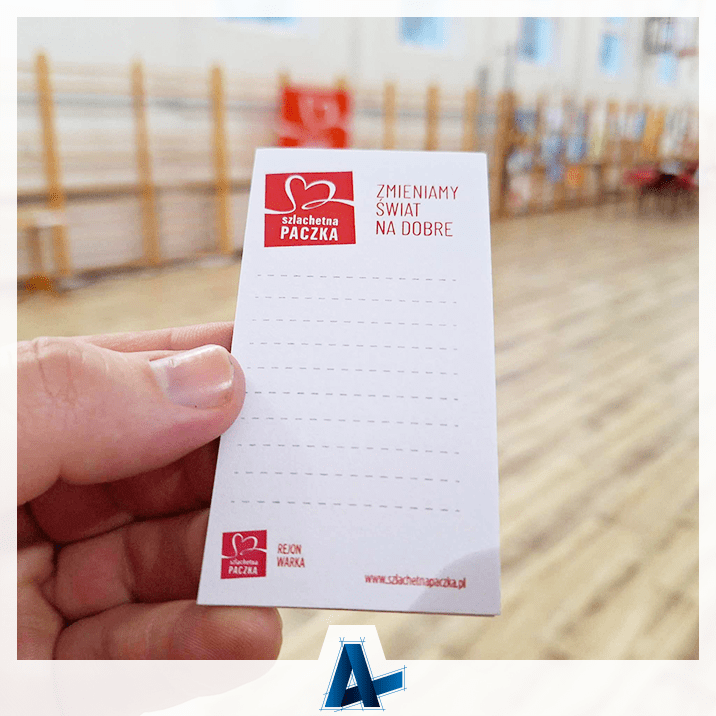 szlachetna
PACZKA
ZMIENIAMY
ŚWIAT
NA DOBRE
szlachetna
PACZKA
REJON
WARKA
www.szlachetnapaczka.pl
A